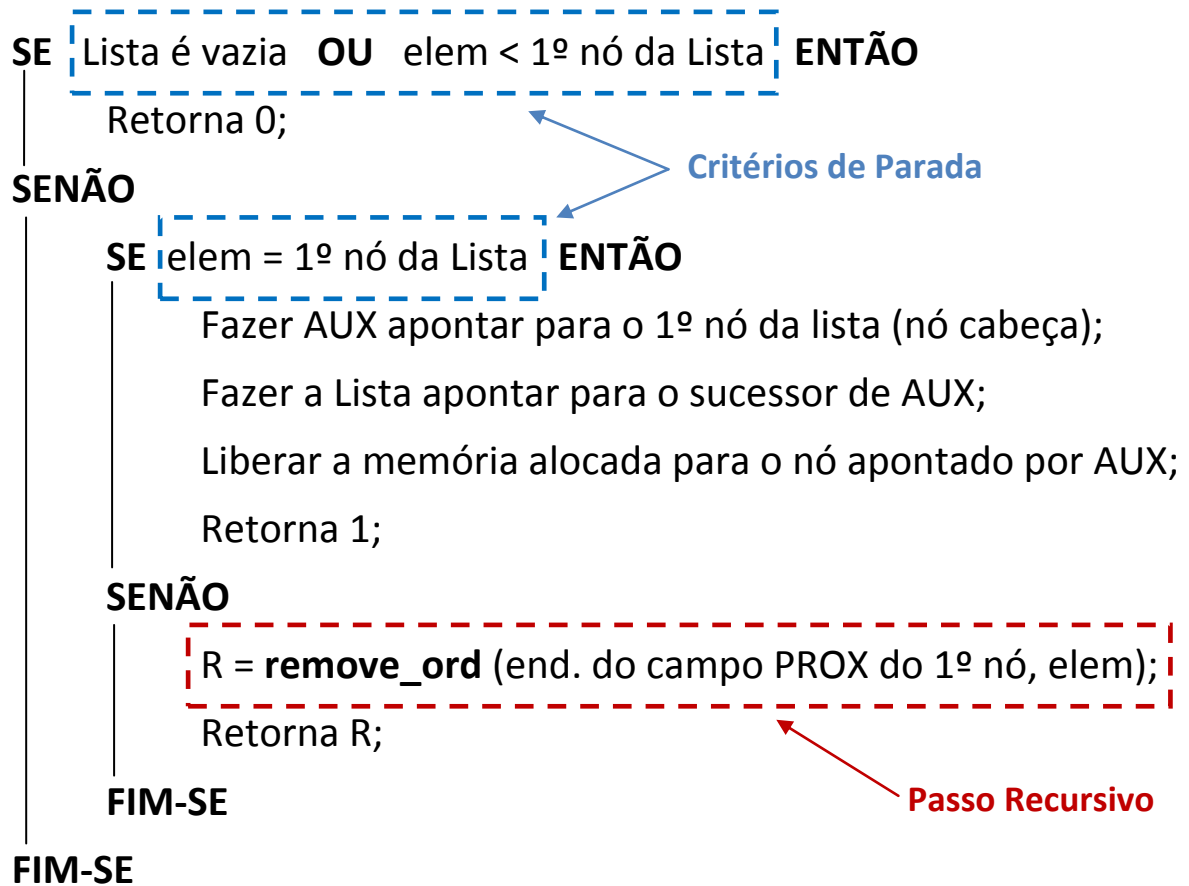 SE Lista é vazia OU elem < 1º nó da Lista ENTÃO
Retorna 0;
Critérios de Parada
SENÃO
SE elem = 1º nó da Lista ENTÃO
Fazer AUX apontar para o 1º nó da lista (nó cabeça);
Fazer a Lista apontar para o sucessor de AUX;
Liberar a memória alocada para o nó apontado por AUX;
Retorna 1;
SENÃO
R = remove_ord (end. do campo PROX do 1º nó, elem);
Retorna R;
FIM-SE
Passo Recursivo
FIM-SE